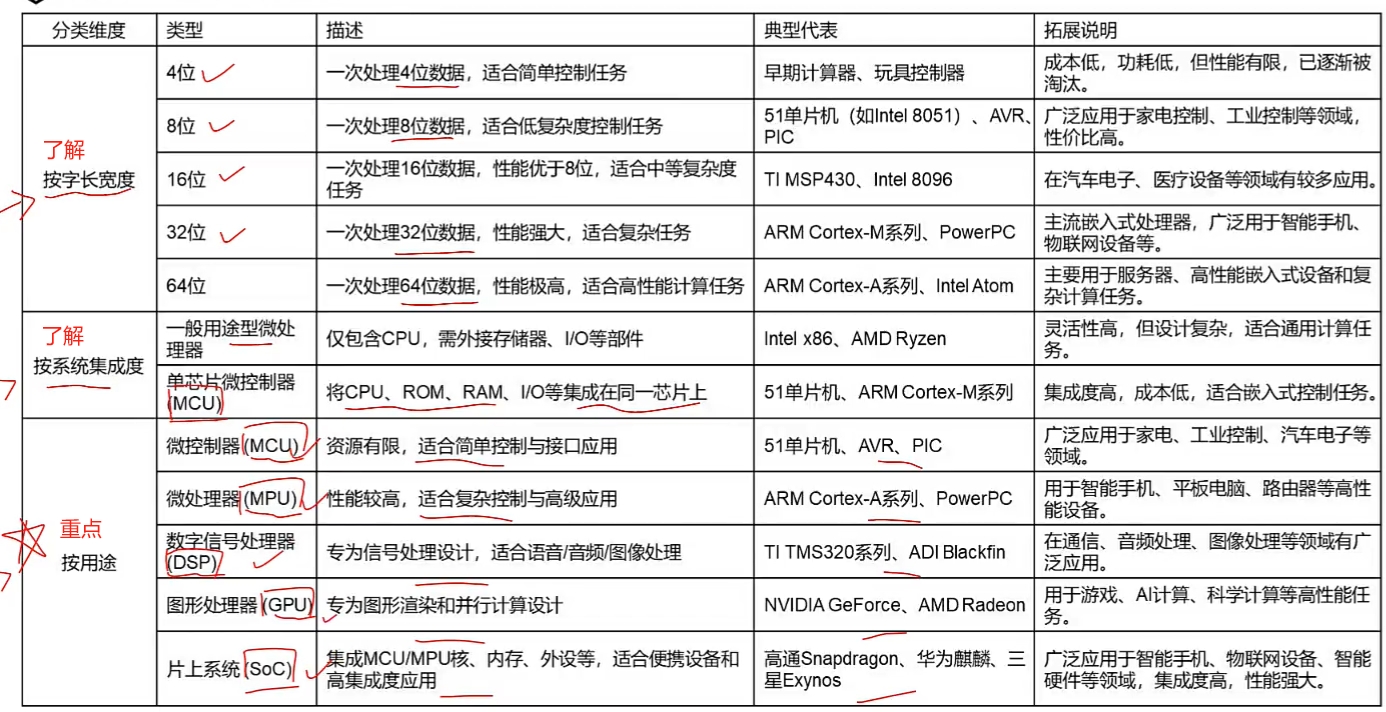 分类维度 类型 描述 典型代表 拓展说明
4位 一次处理4位数据，适合简单控制任务 早期计算器、玩具控制器 成本低，功耗低，但性能有限，已逐渐被
淘汰。
8位 一次处理8位数据，适合低复杂度控制任务 51单片机（如Intel 8051）、AVR、
PIC 广泛应用于家电控制、工业控制等领域，
性价比高。
了解
按字长宽度
16位 一次处理16位数据，性能优于8位，适合中等复杂度
任务 TI MSP430、Intel 8096 在汽车电子、医疗设备等领域有较多应用。
32位 一次处理32位数据，性能强大，适合复杂任务 ARM Cortex-M系列、PowerPC 主流嵌入式处理器，广泛用于智能手机、
物联网设备等。
64位 一次处理64位数据，性能极高，适合高性能计算任务 ARM Cortex-A系列、Intel Atom 主要用于服务器、高性能嵌入式设备和复
杂计算任务。
了解
按系统集成度
一般用途型微处
理器 仅包含CPU，需外接存储器、I/O等部件 Intel x86、AMD Ryzen 灵活性高，但设计复杂，适合通用计算任
务。
单芯片微控制器
(MCU) 将CPU、ROM、RAM、I/O等集成在同一芯片上 51单片机、ARM Cortex-M系列 集成度高，成本低，适合嵌入式控制任务。
微控制器(MCU) 资源有限，适合简单控制与接口应用 51单片机、AVR、PIC 广泛应用于家电、工业控制、汽车电子等
领域。
微处理器(MPU) 性能较高，适合复杂控制与高级应用 ARM Cortex-A系列、PowerPC 用于智能手机、平板电脑、路由器等高性
能设备。
重点
按用途
数字信号处理器
(DSP) 专为信号处理设计，适合语音/音频/图像处理 TI TMS320系列、ADI Blackfin 在通信、音频处理、图像处理等领域有广
泛应用。
图形处理器(GPU) 专为图形渲染和并行计算设计 NVIDIA GeForce、AMD Radeon 用于游戏、AI计算、科学计算等高性能任
务。
片上系统(SoC) 集成MCU/MPU核、内存、外设等，适合便携设备和
高集成度应用 高通Snapdragon、华为麒麟、三
星Exynos 广泛应用于智能手机、物联网设备、智能
硬件等领域，集成度高，性能强大。